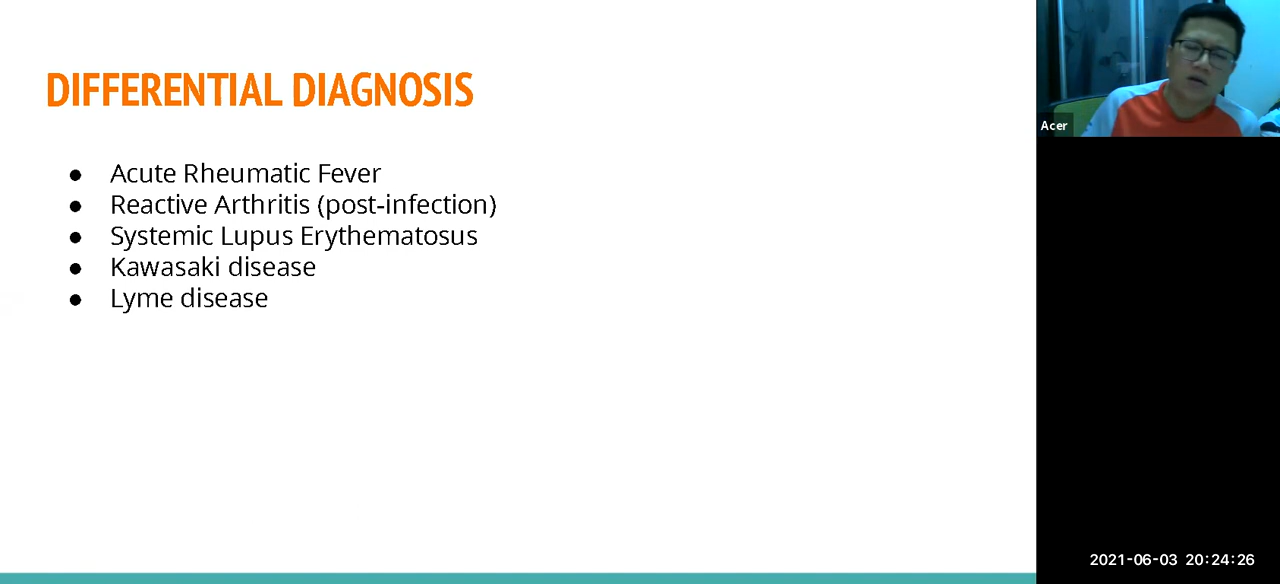 DIFFERENTIAL DIAGNOSIS
● Acute Rheumatic Fever
● Reactive Arthritis (post-infection)
● Systemic Lupus Erythematosus
● Kawasaki disease
● Lyme disease
Acer
2021-06-03 20:24:26